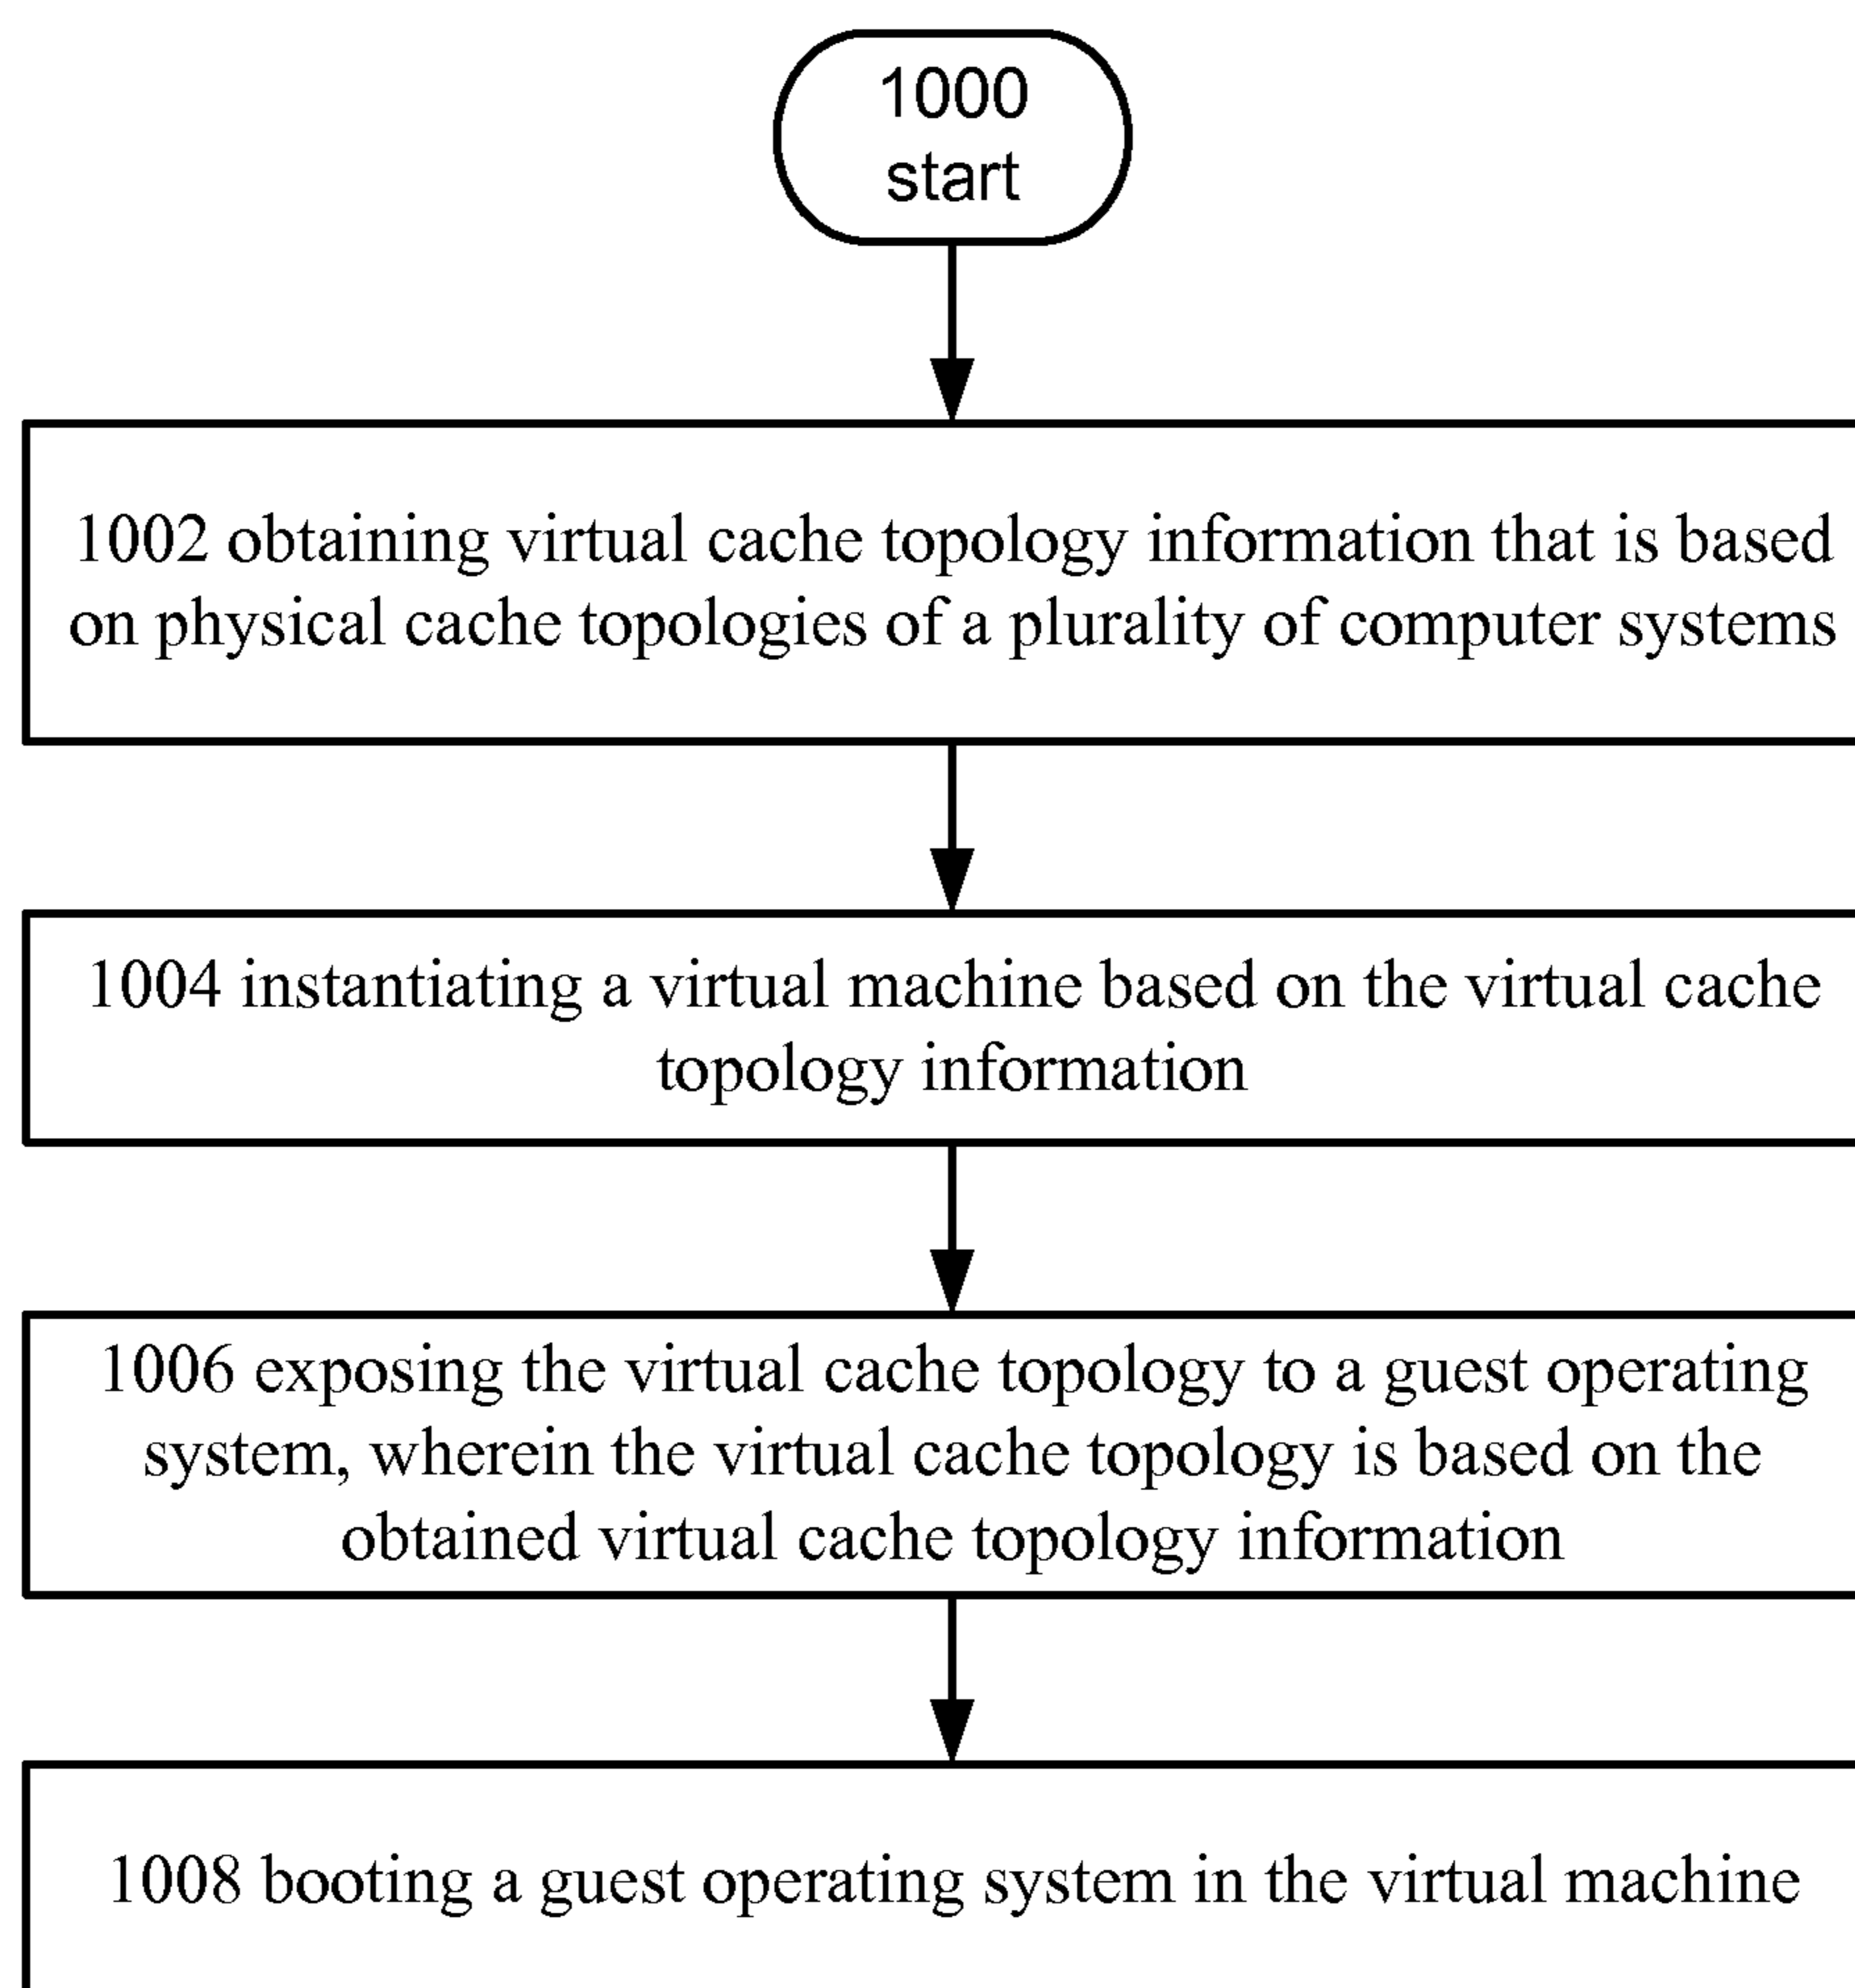 1000
start
1002 obtaining virtual cache topology information that is based
on physical cache topologies of a plurality of computer systems
1004 instantiating a virtual machine based on the virtual cache
topology information
1006 exposing the virtual cache topology to a guest operating
system, wherein the virtual cache topology is based on the
obtained virtual cache topology information
1008 booting a guest operating system in the virtual machine